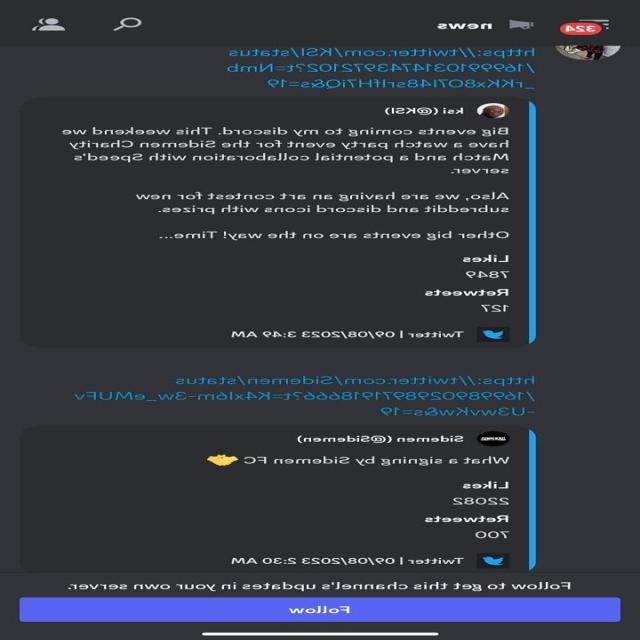 324
news
https://twitter.com/KSI/status
/1699910314743972102?t=Nmb
_rKKx8O7I48srIfH7iQ&s=19
ksi (@KSI)
Big events coming to my discord. This weekend we
have a watch party event for the Sidemen Charity
Match and a potential collaboration with Speed's
server.
Also, we are having an art contest for new
subreddit and discord icons with prizes.
Other big events are on the way! Time...
Likes
7849
Retweets
127
Twitter | 09/08/2023 3:49 AM
https://twitter.com/Sidemen/status
/1699890298971918666?t=K4xI6m-3w_eMUFv
-U3vwvKw&s=19
Sidemen (@Sidemen)
What a signing by Sidemen FC 🤝
Likes
22082
Retweets
700
Twitter | 09/08/2023 2:30 AM
Follow to get this channel's updates in your own server.
Follow